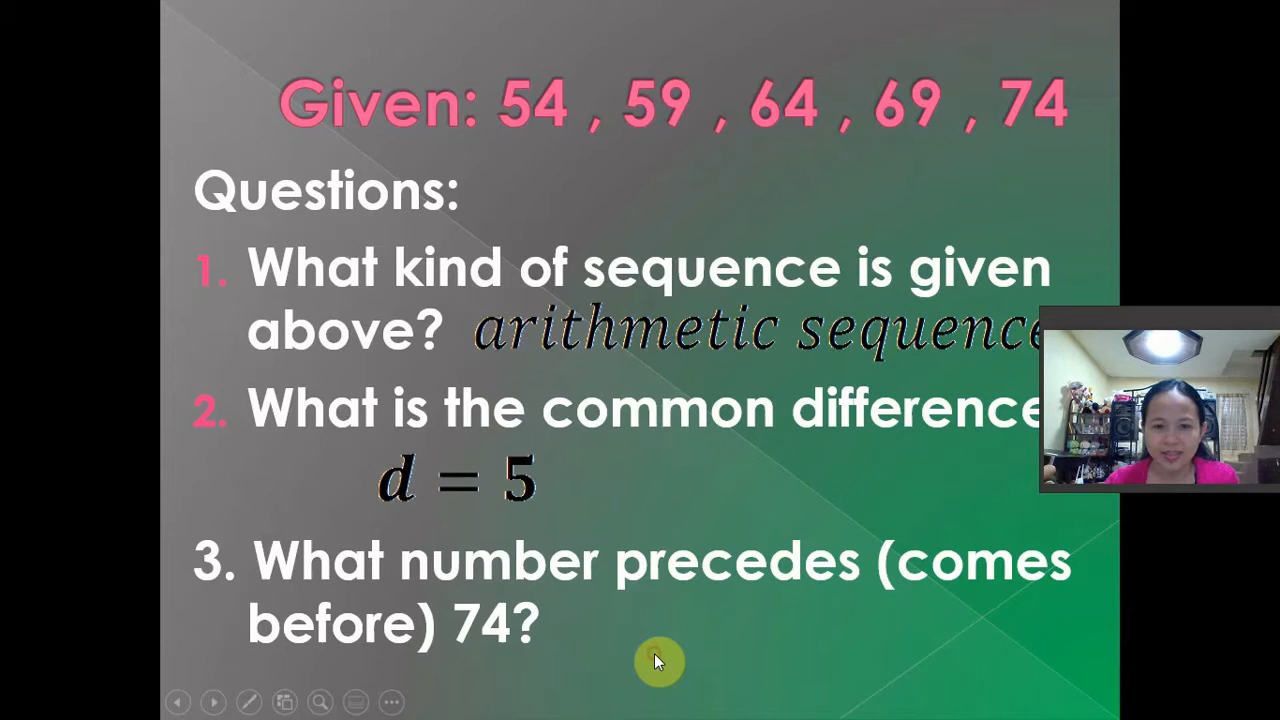 Given: 54 , 59 , 64 , 69 , 74
Questions:
1. What kind of sequence is given
above? arithmetic sequence
2. What is the common difference
d = 5
3. What number precedes (comes
before) 74?